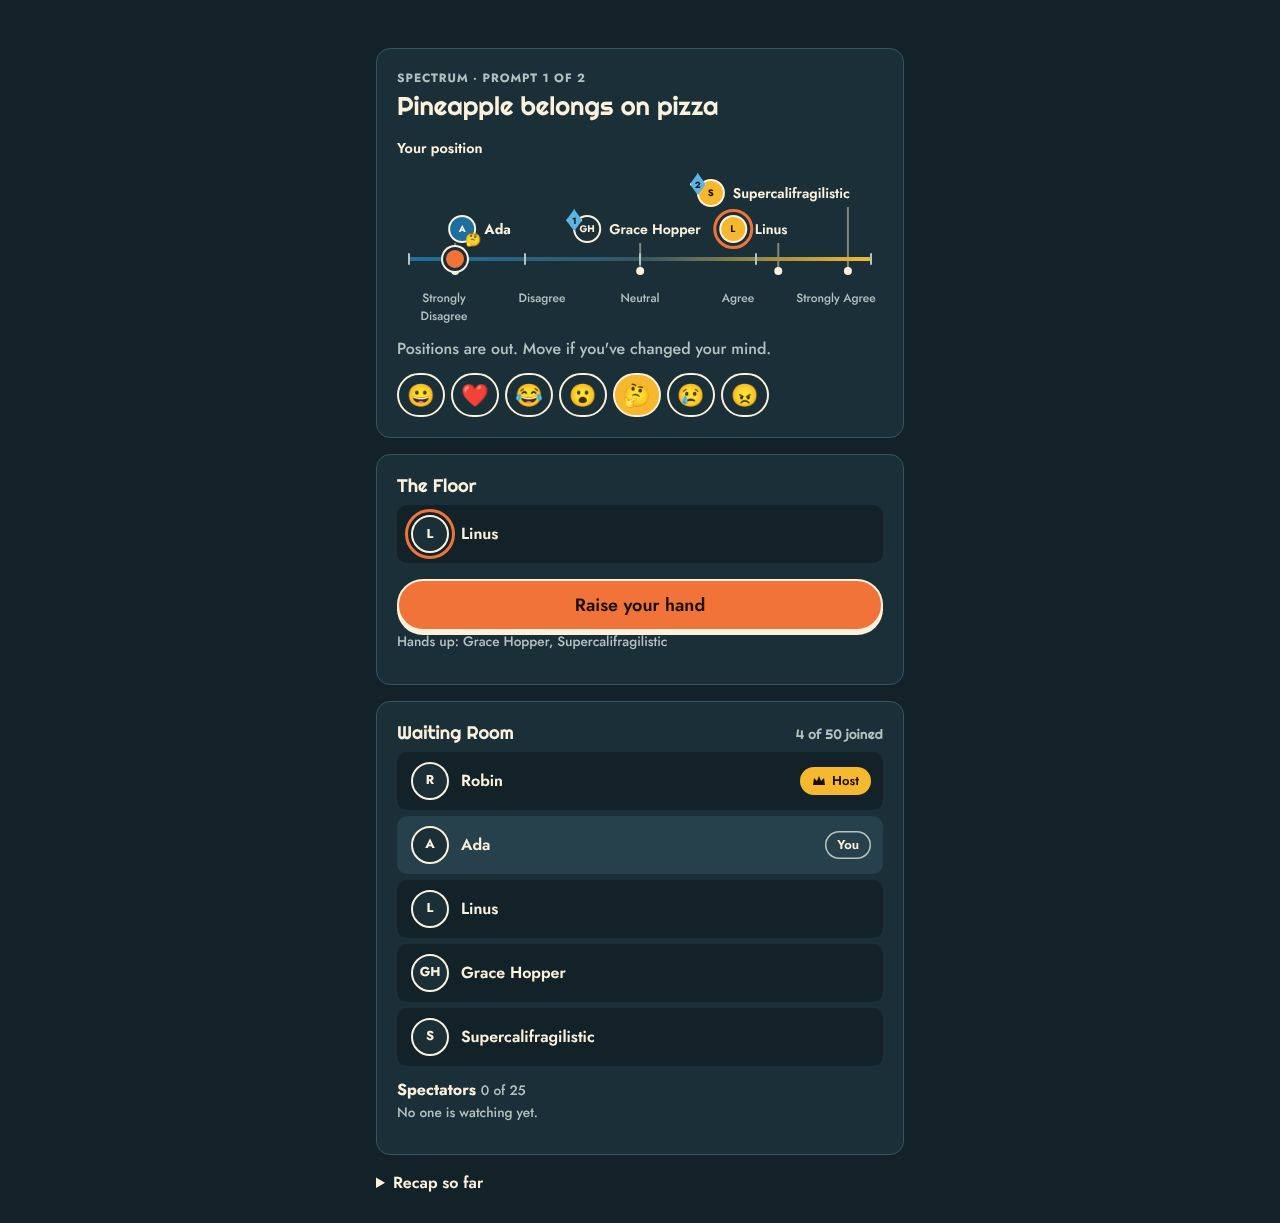 SPECTRUM · PROMPT 1 OF 2
Pineapple belongs on pizza
Your position
2 S Supercalifragilistic
A Ada 1 GH Grace Hopper L Linus
Strongly Disagree Disagree Neutral Agree Strongly Agree
Positions are out. Move if you've changed your mind.
The Floor
L Linus
Raise your hand
Hands up: Grace Hopper, Supercalifragilistic
Waiting Room 4 of 50 joined
R Robin Host
A Ada You
L Linus
GH Grace Hopper
S Supercalifragilistic
Spectators 0 of 25
No one is watching yet.
Recap so far